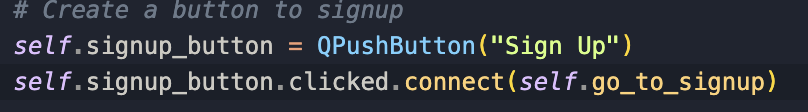 # Create a button to signup
self.signup_button = QPushButton("Sign Up")
self.signup_button.clicked.connect(self.go_to_signup)